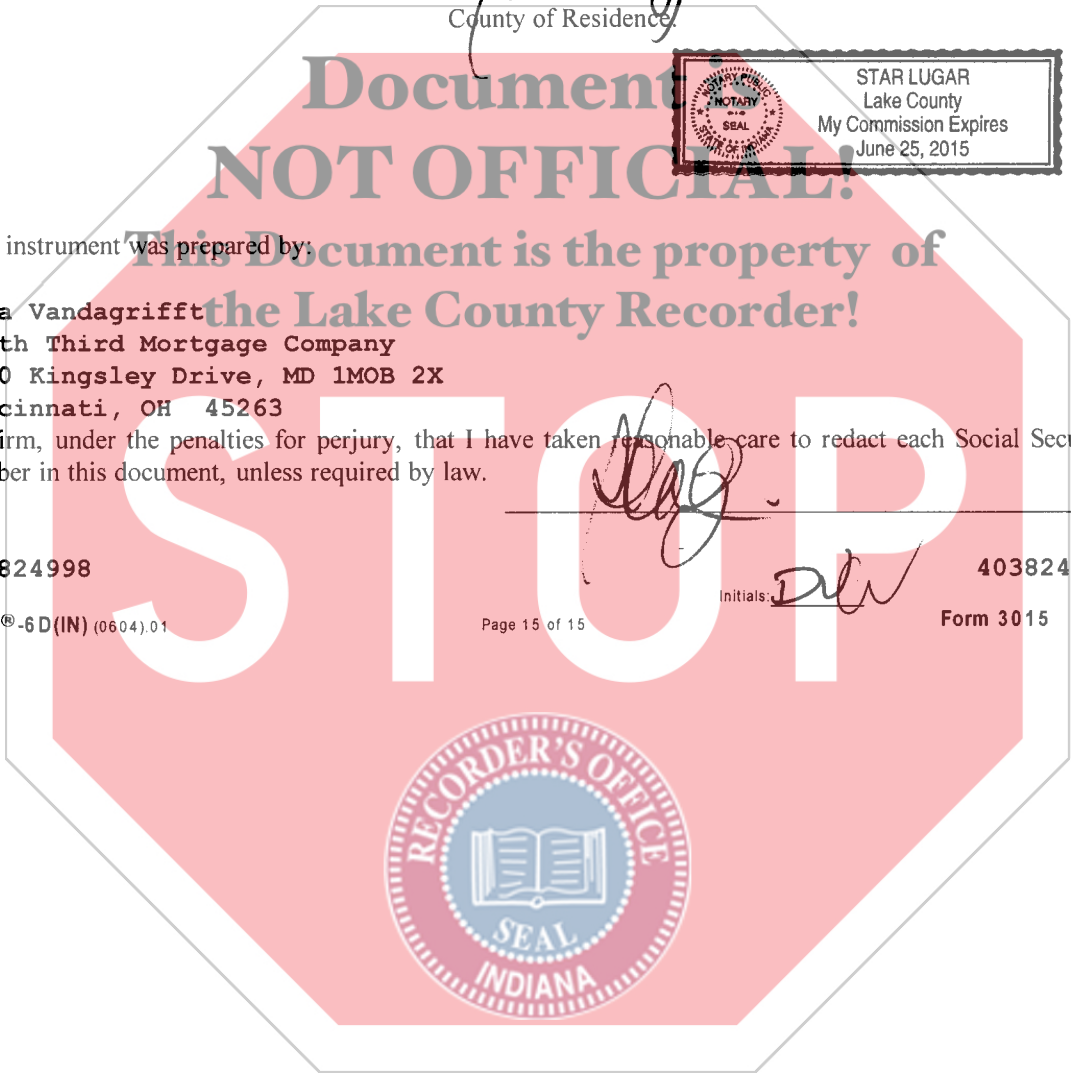 County of Residence:
Document is
NOT OFFICIAL!
This Document is the property of
the Lake County Recorder!
NOTARY PUBLIC
NOTARY
SEAL
STATE OF INDIANA
STAR LUGAR
Lake County
My Commission Expires
June 25, 2015
instrument was prepared by:
a Vandagrifft
th Third Mortgage Company
0 Kingsley Drive, MD 1MOB 2X
cinnati, OH 45263
irm, under the penalties for perjury, that I have taken reasonable care to redact each Social Secu
ber in this document, unless required by law.
824998
403824
Initials: DVW
®-6D(IN) (0604).01
Page 15 of 15
Form 3015
STOP
RECORDER'S OFFICE
SEAL
INDIANA